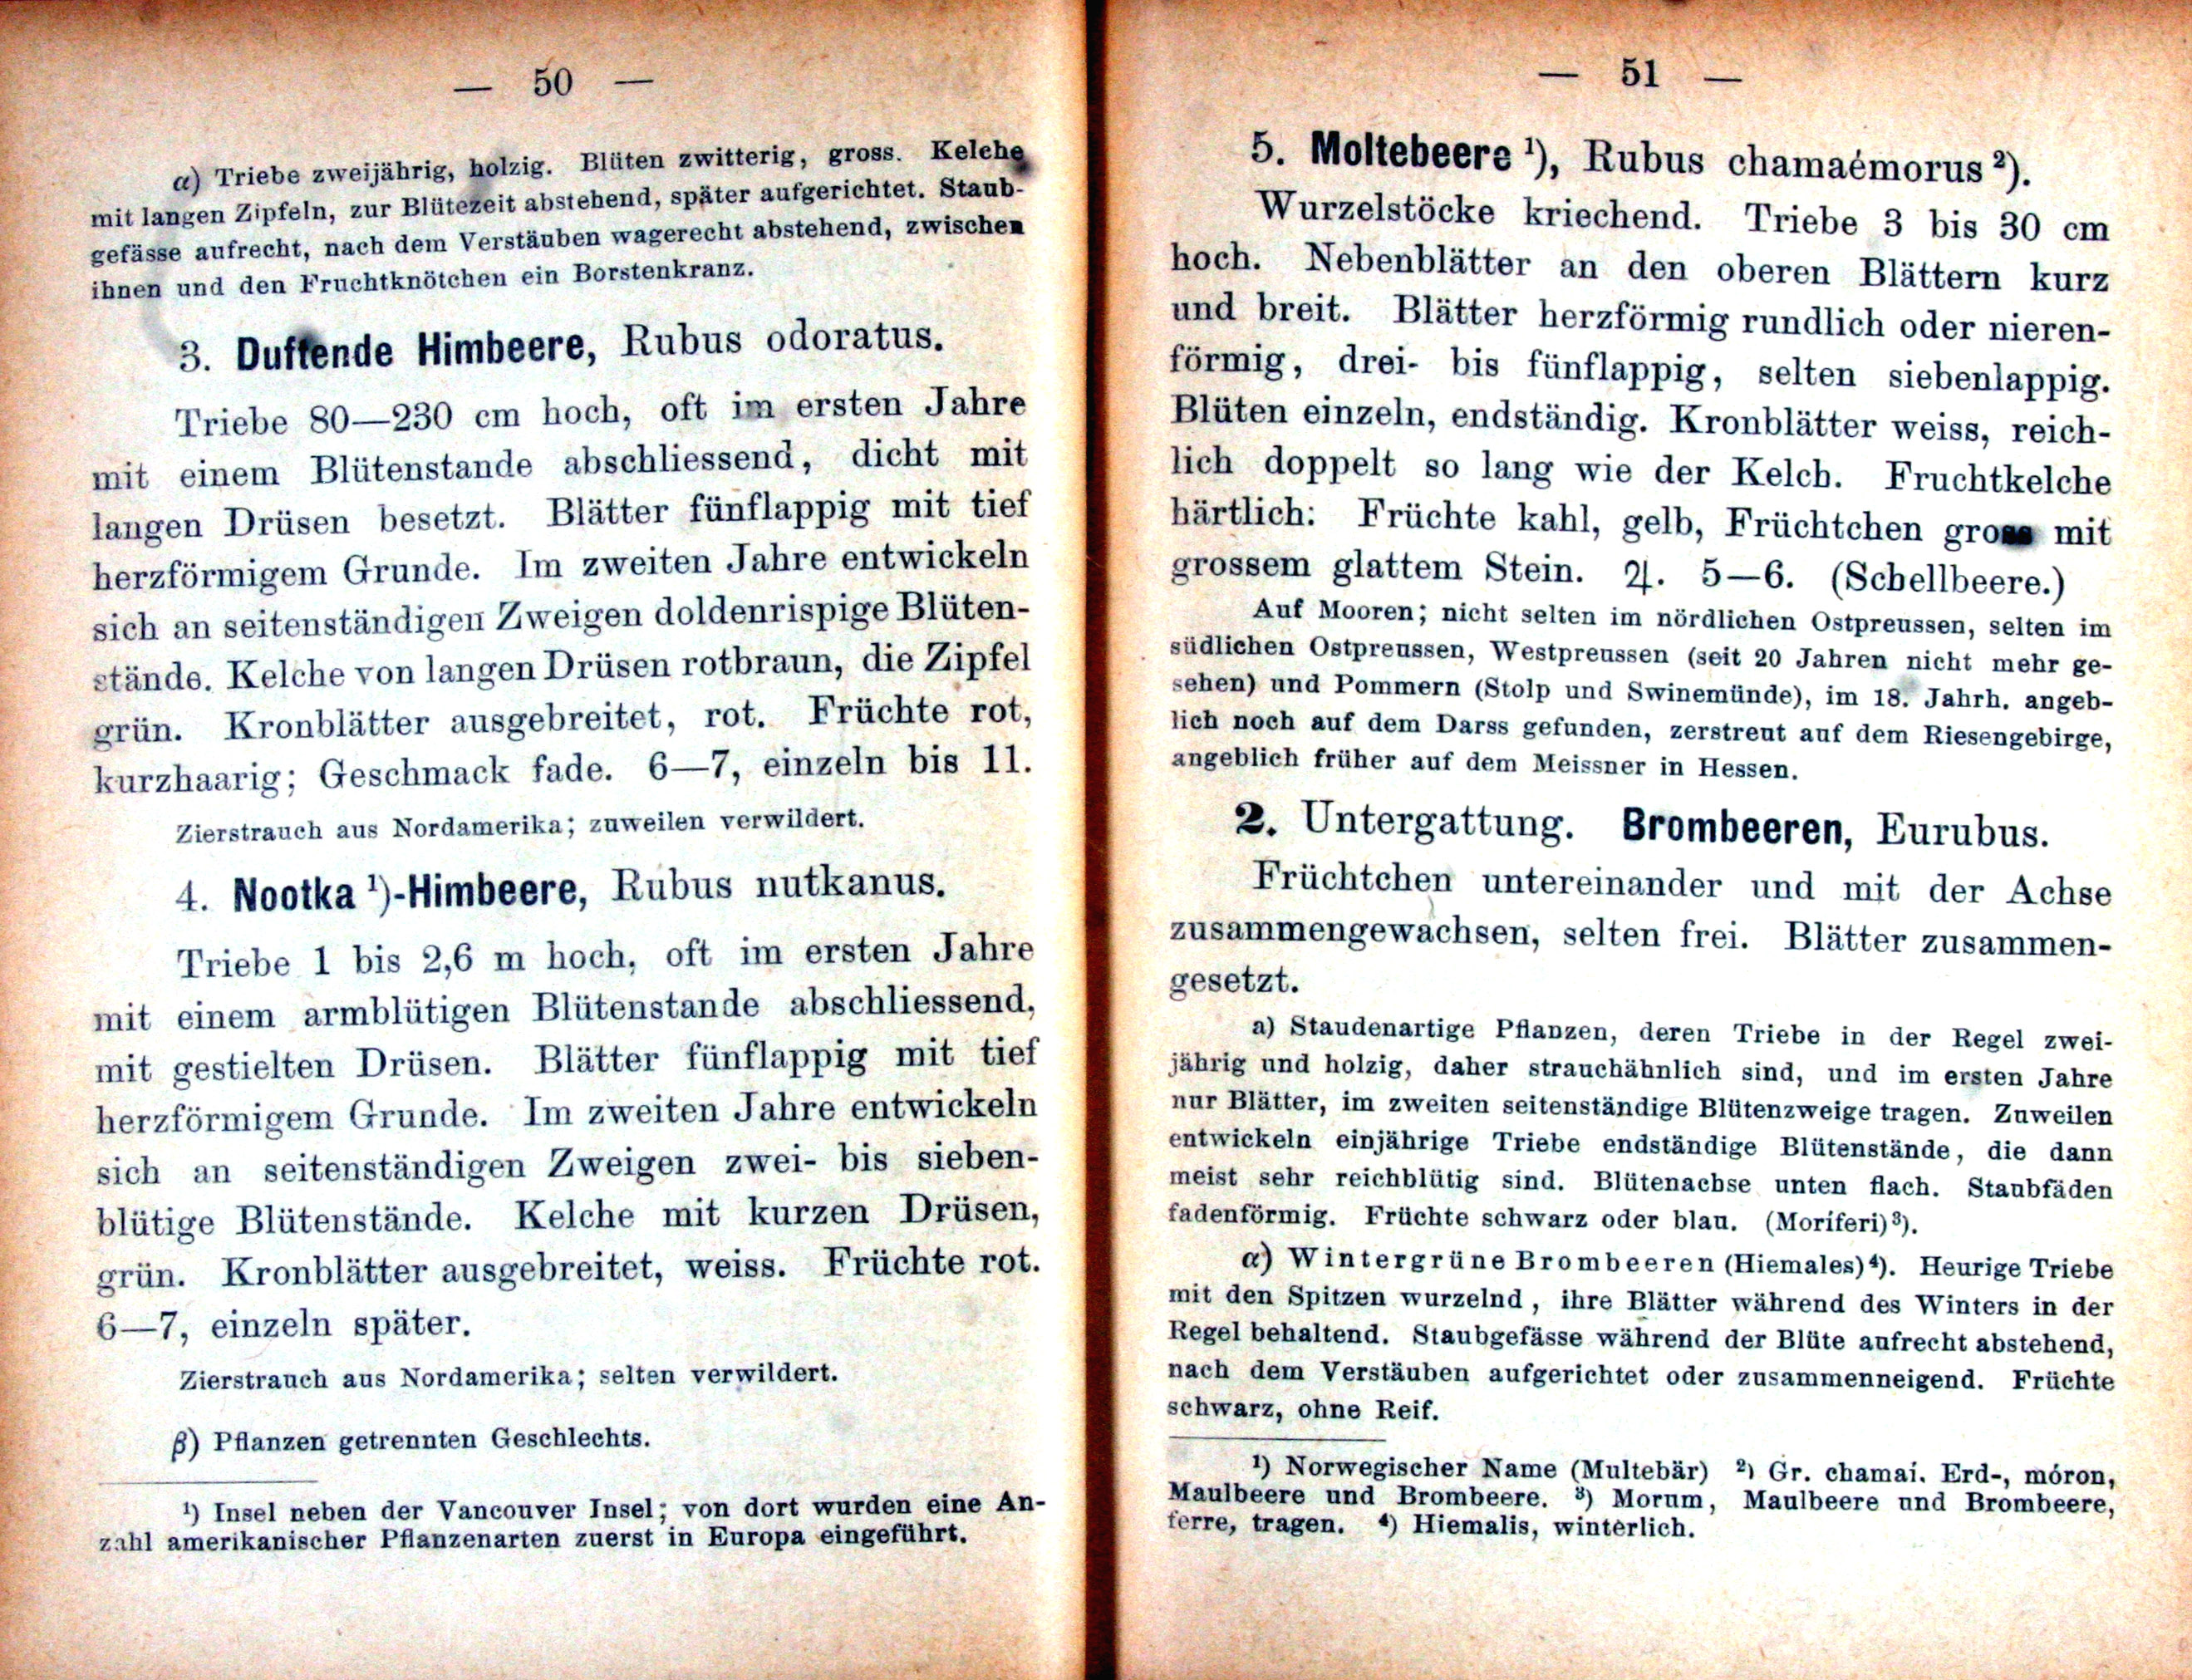 — 50 —
α) Triebe zweijährig, holzig. Blüten zwitterig, gross. Kelche
mit langen Zipfeln, zur Blütezeit abstehend, später aufgerichtet. Staub-
gefässe aufrecht, nach dem Verstäuben wagerecht abstehend, zwischen
ihnen und den Fruchtknötchen ein Borstenkranz.
3. Duftende Himbeere, Rubus odoratus.
Triebe 80—230 cm hoch, oft im ersten Jahre
mit einem Blütenstande abschliessend, dicht mit
langen Drüsen besetzt. Blätter fünflappig mit tief
herzförmigem Grunde. Im zweiten Jahre entwickeln
sich an seitenständigen Zweigen doldenrispige Blüten-
stände. Kelche von langen Drüsen rotbraun, die Zipfel
grün. Kronblätter ausgebreitet, rot. Früchte rot,
kurzhaarig; Geschmack fade. 6—7, einzeln bis 11.
Zierstrauch aus Nordamerika; zuweilen verwildert.
4. Nootka ¹)-Himbeere, Rubus nutkanus.
Triebe 1 bis 2,6 m hoch, oft im ersten Jahre
mit einem armblütigen Blütenstande abschliessend,
mit gestielten Drüsen. Blätter fünflappig mit tief
herzförmigem Grunde. Im zweiten Jahre entwickeln
sich an seitenständigen Zweigen zwei- bis sieben-
blütige Blütenstände. Kelche mit kurzen Drüsen,
grün. Kronblätter ausgebreitet, weiss. Früchte rot.
6—7, einzeln später.
Zierstrauch aus Nordamerika; selten verwildert.
β) Pflanzen getrennten Geschlechts.
¹) Insel neben der Vancouver Insel; von dort wurden eine An-
zahl amerikanischer Pflanzenarten zuerst in Europa eingeführt.
— 51 —
5. Moltebeere ¹), Rubus chamaémorus ²).
Wurzelstöcke kriechend. Triebe 3 bis 30 cm
hoch. Nebenblätter an den oberen Blättern kurz
und breit. Blätter herzförmig rundlich oder nieren-
förmig, drei- bis fünflappig, selten siebenlappig.
Blüten einzeln, endständig. Kronblätter weiss, reich-
lich doppelt so lang wie der Kelch. Fruchtkelche
härtlich: Früchte kahl, gelb, Früchtchen gross mit
grossem glattem Stein. ♃. 5—6. (Schellbeere.)
Auf Mooren; nicht selten im nördlichen Ostpreussen, selten im
südlichen Ostpreussen, Westpreussen (seit 20 Jahren nicht mehr ge-
sehen) und Pommern (Stolp und Swinemünde), im 18. Jahrh. angeb-
lich noch auf dem Darss gefunden, zerstreut auf dem Riesengebirge,
angeblich früher auf dem Meissner in Hessen.
2. Untergattung. Brombeeren, Eurubus.
Früchtchen untereinander und mit der Achse
zusammengewachsen, selten frei. Blätter zusammen-
gesetzt.
a) Staudenartige Pflanzen, deren Triebe in der Regel zwei-
jährig und holzig, daher strauchähnlich sind, und im ersten Jahre
nur Blätter, im zweiten seitenständige Blütenzweige tragen. Zuweilen
entwickeln einjährige Triebe endständige Blütenstände, die dann
meist sehr reichblütig sind. Blütenachse unten flach. Staubfäden
fadenförmig. Früchte schwarz oder blau. (Moriferi)³).
α) Wintergrüne Brombeeren (Hiemales)⁴). Heurige Triebe
mit den Spitzen wurzelnd, ihre Blätter während des Winters in der
Regel behaltend. Staubgefässe während der Blüte aufrecht abstehend,
nach dem Verstäuben aufgerichtet oder zusammenneigend. Früchte
schwarz, ohne Reif.
¹) Norwegischer Name (Multebär) ²) Gr. chamai. Erd-, móron,
Maulbeere und Brombeere. ³) Morum, Maulbeere und Brombeere,
ferre, tragen. ⁴) Hiemalis, winterlich.